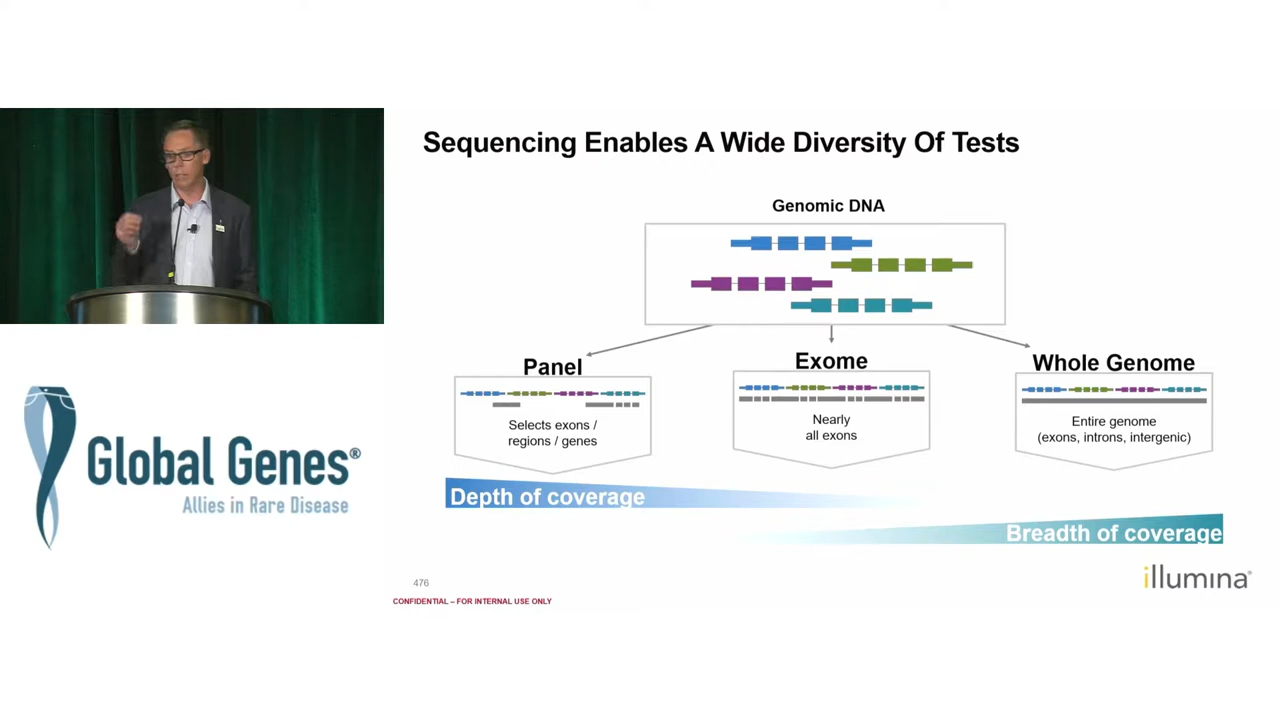 Sequencing Enables A Wide Diversity Of Tests
Genomic DNA
Panel
Selects exons /
regions / genes
Exome
Nearly
all exons
Whole Genome
Entire genome
(exons, introns, intergenic)
Depth of coverage
Breadth of coverage
Global Genes®
Allies in Rare Disease
476
CONFIDENTIAL – FOR INTERNAL USE ONLY
illumina®